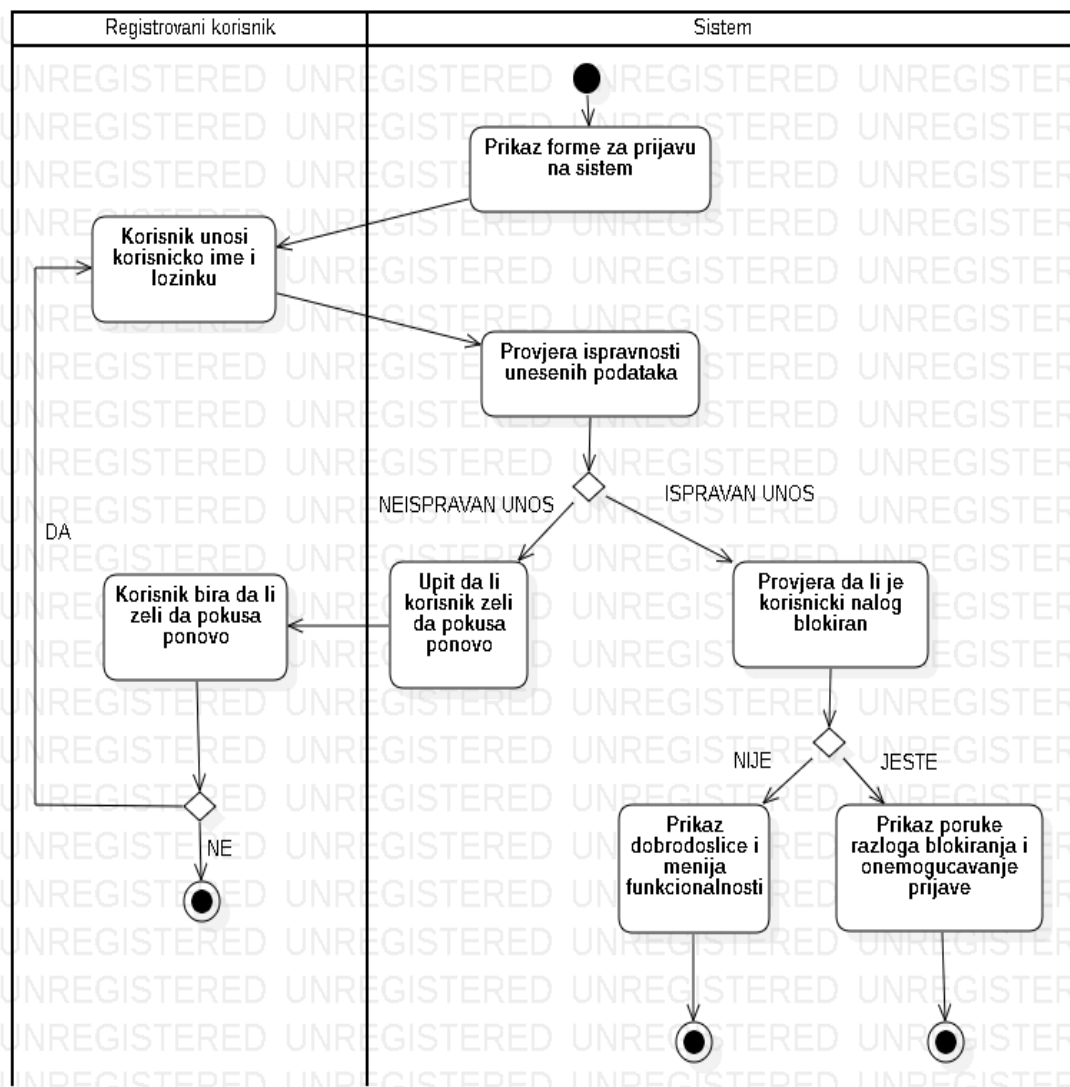 Registrovani korisnik
Sistem
Prikaz forme za prijavu
na sistem
Korisnik unosi
korisnicko ime i
lozinku
Provjera ispravnosti
unesenih podataka
NEISPRAVAN UNOS
ISPRAVAN UNOS
DA
Korisnik bira da li
zeli da pokusa
ponovo
Upit da li
korisnik zeli
da pokusa
ponovo
Provjera da li je
korisnicki nalog
blokiran
NIJE
JESTE
NE
Prikaz
dobrodoslice i
menija
funkcionalnosti
Prikaz poruke
razloga blokiranja i
onemogucavanje
prijave
UNREGISTERED